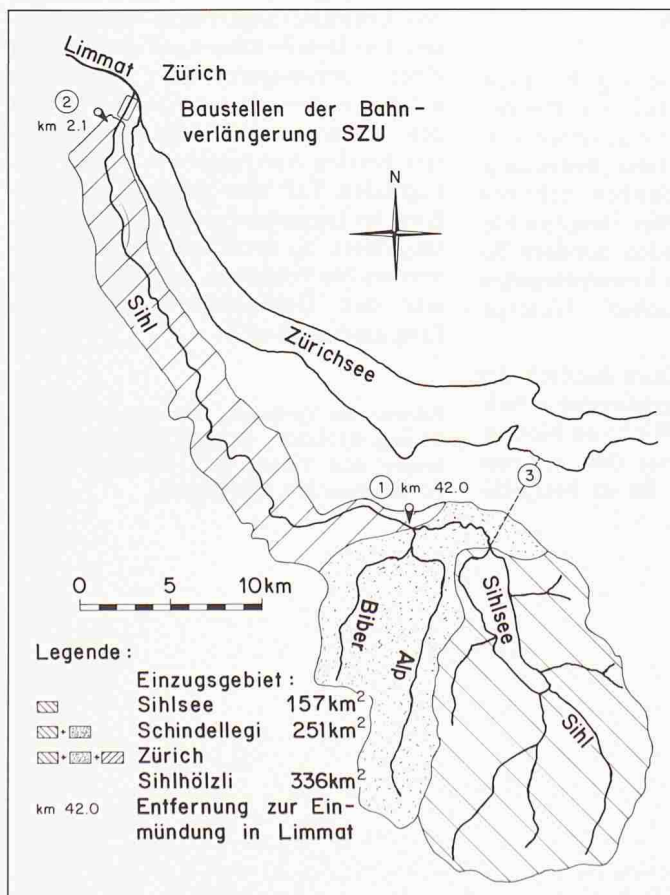 Limmat
Zürich
② km 2.1
Baustellen der Bahn-
verlängerung SZU
N
Sihl
Zürichsee
③
① km 42.0
0 5 10km
Biber
Alp
Sihlsee
Sihl
Legende :
Einzugsgebiet :
Sihlsee 157km²
+ Schindellegi 251km²
+ + Zürich
Sihlhölzli 336km²
km 42.0 Entfernung zur Ein-
mündung in Limmat